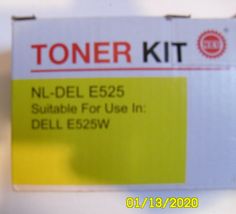 TONER KIT
NL-DEL E525
Suitable For Use In:
DELL E525W
01/13/2020